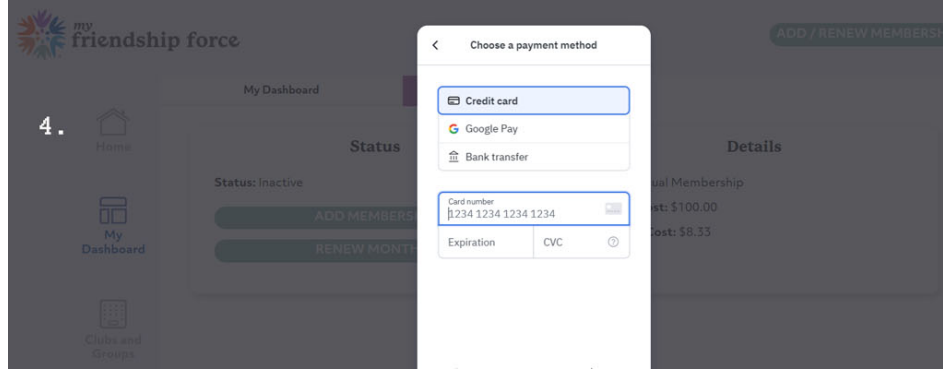 my
friendship force
ADD / RENEW MEMBERSH
Choose a payment method
My Dashboard
Credit card
Google Pay
Bank transfer
4.
Home
Status
Details
Status: Inactive
ual Membership
st: $100.00
Cost: $8.33
ADD MEMBERS
RENEW MONTH
Card number
1234 1234 1234 1234
Expiration
CVC
My
Dashboard
Clubs and
Groups